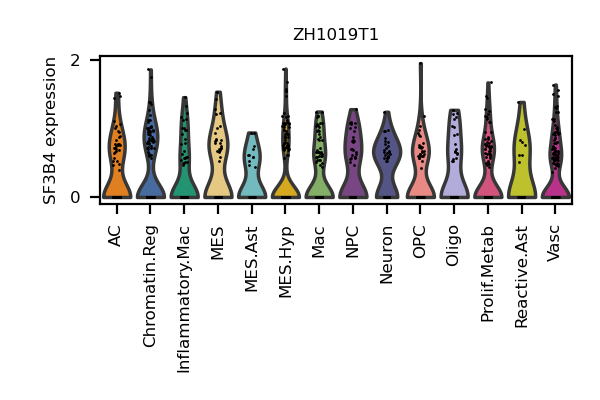 ZH1019T1
SF3B4 expression
2
0
AC
Chromatin.Reg
Inflammatory.Mac
MES
MES.Ast
MES.Hyp
Mac
NPC
Neuron
OPC
Oligo
Prolif.Metab
Reactive.Ast
Vasc